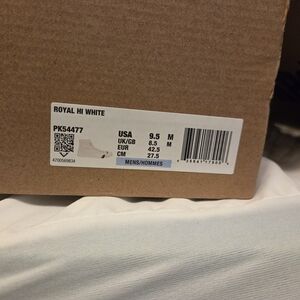 ROYAL HI WHITE
PK54477
USA 9.5 M
UK/GB 8.5 M
EUR 42.5
CM 27.5
MENS/HOMMES
4700569834